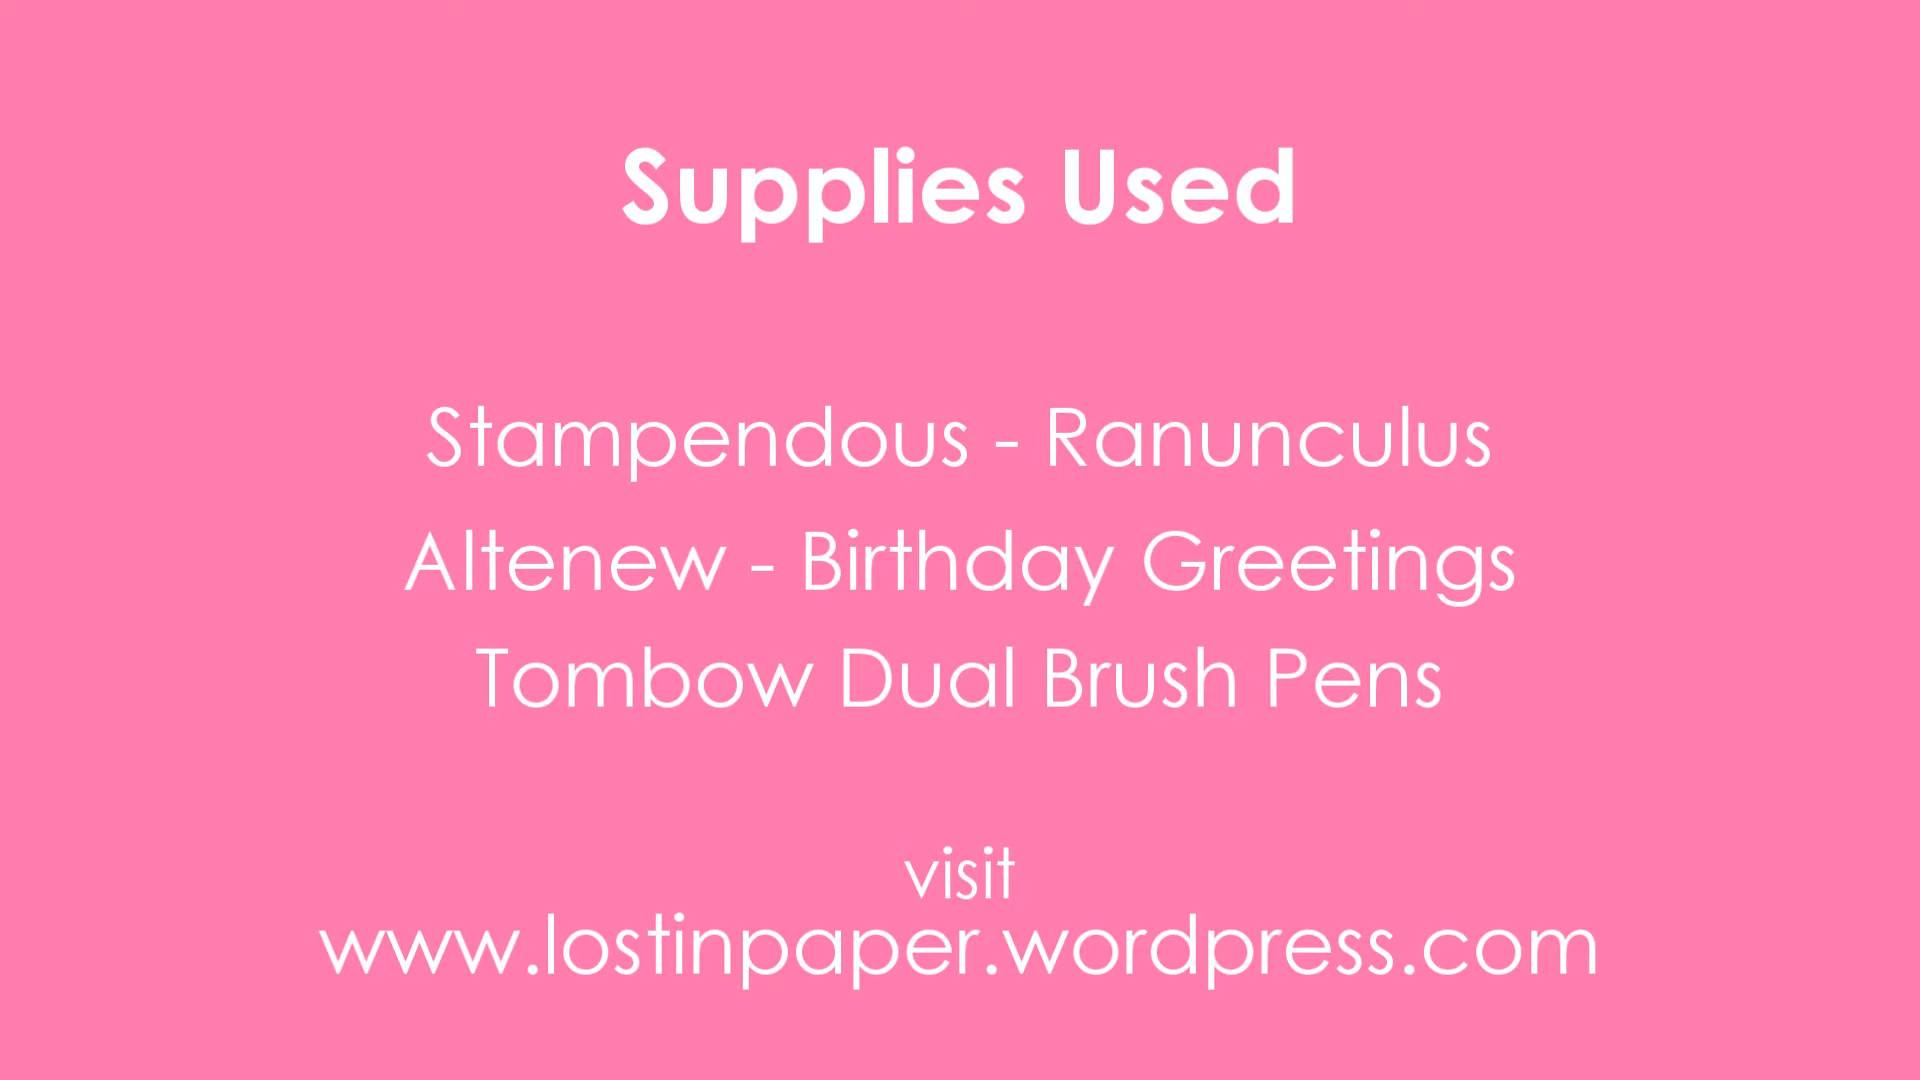 Supplies Used
Stampendous - Ranunculus
Altenew - Birthday Greetings
Tombow Dual Brush Pens
visit
www.lostinpaper.wordpress.com